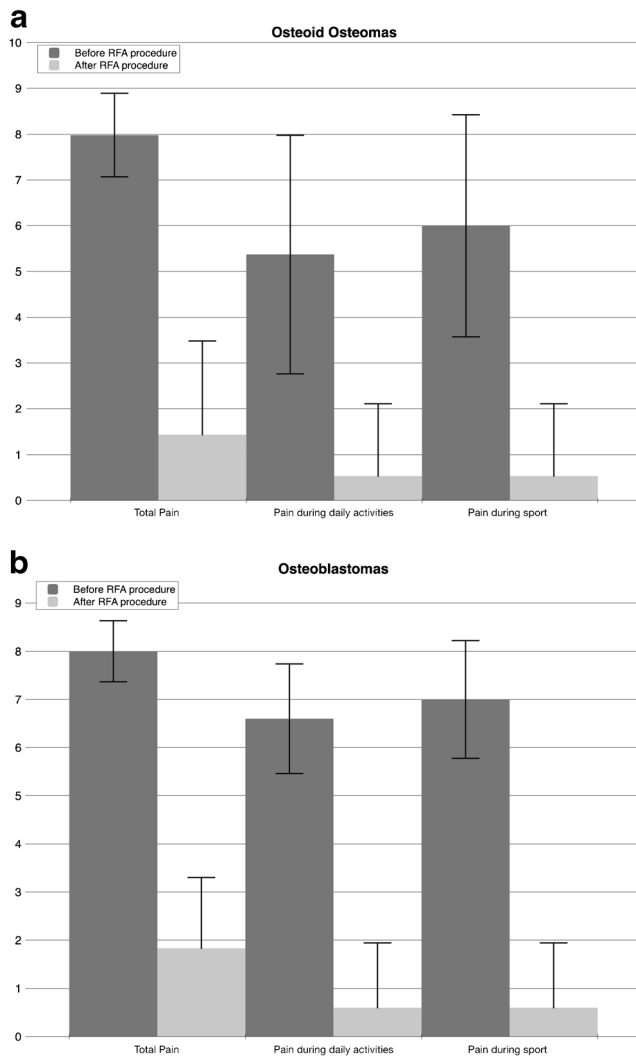 a
Osteoid Osteomas
10
Before RFA procedure
After RFA procedure
9
8
7
6
5
4
3
2
1
0
Total Pain
Pain during daily activities
Pain during sport
b
Osteoblastomas
Before RFA procedure
After RFA procedure
9
8
7
6
5
4
3
2
1
0
Total Pain
Pain during daily activities
Pain during sport